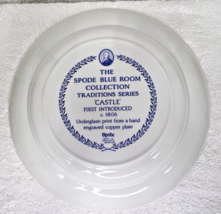 THE
SPODE BLUE ROOM
COLLECTION
TRADITIONS SERIES
'CASTLE'
FIRST INTRODUCED
c. 1806
Underglaze print from a hand
engraved copper plate
Spode